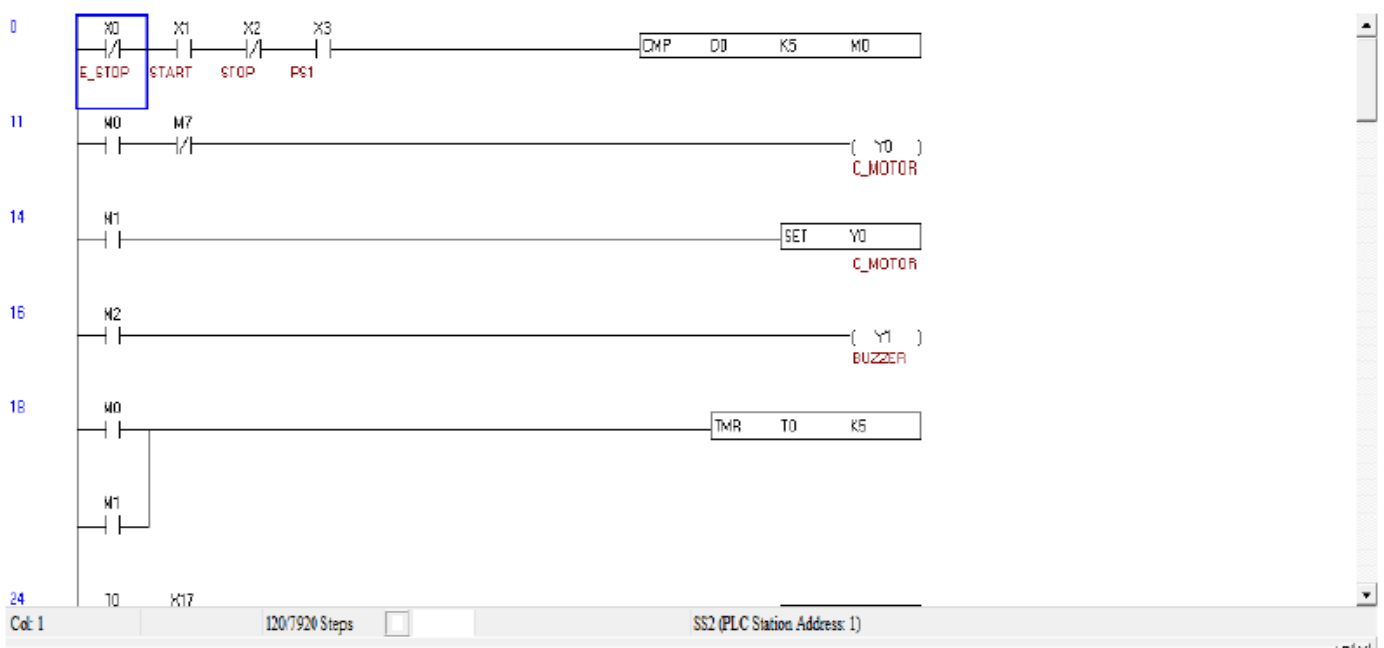 0 X0 X1 X2 X3
CMP D0 K5 M0
E_STOP START STOP PS1
11 M0 M7
Y0
C_MOTOR
14 M1
SET Y0
C_MOTOR
16 M2
Y1
BUZZER
18 M0
TMR T0 K5
M1
24 T0 X17
Col: 1 120/7920 Steps SS2 (PLC Station Address: 1)